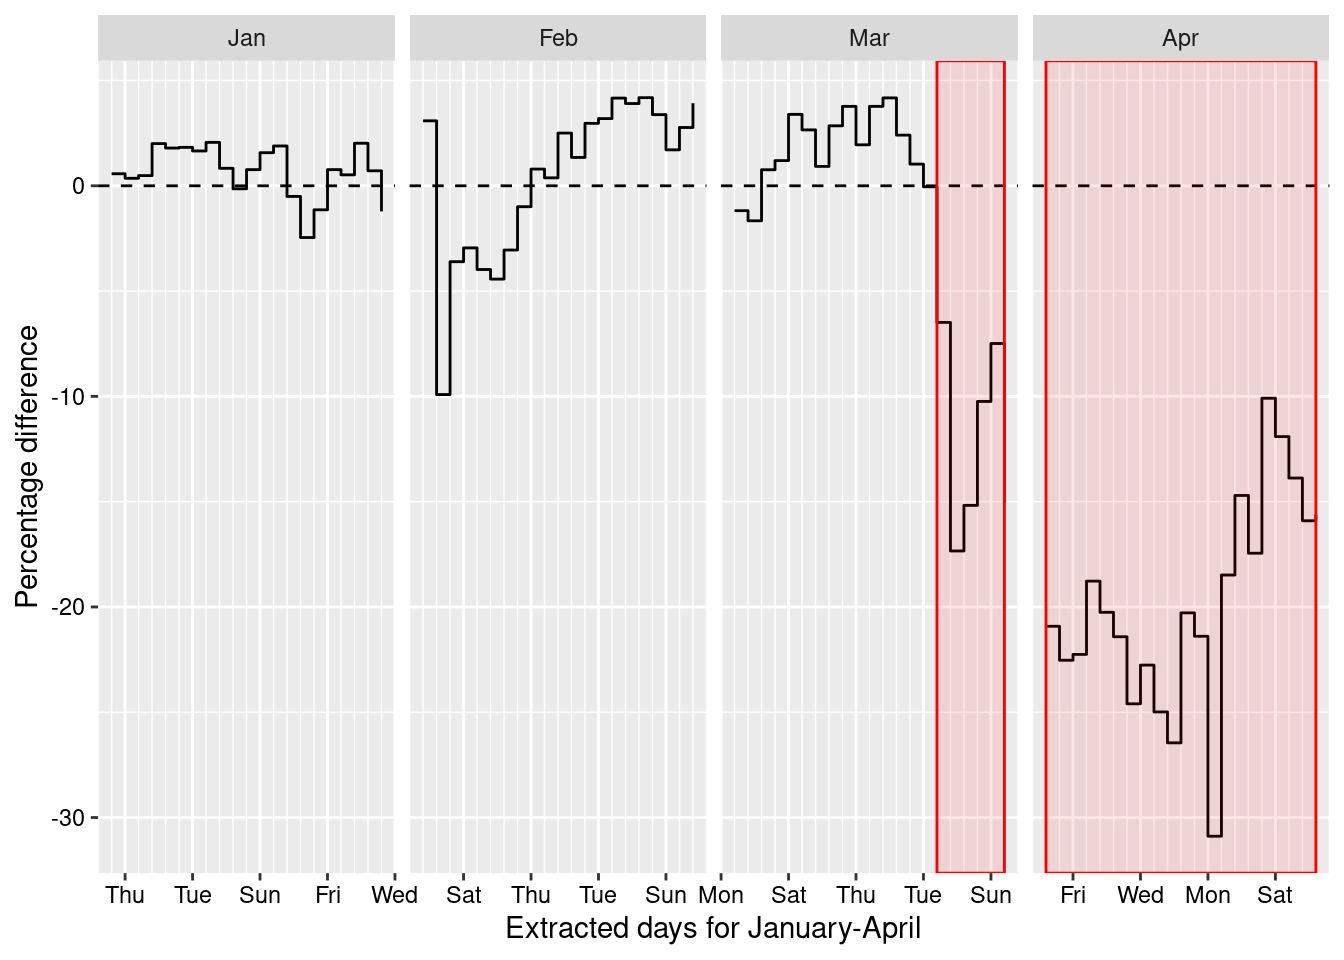 Jan Feb Mar Apr
0
-10
-20
-30
Percentage difference
Thu Tue Sun Fri Wed Sat Thu Tue Sun Mon Sat Thu Tue Sun Fri Wed Mon Sat
Extracted days for January-April